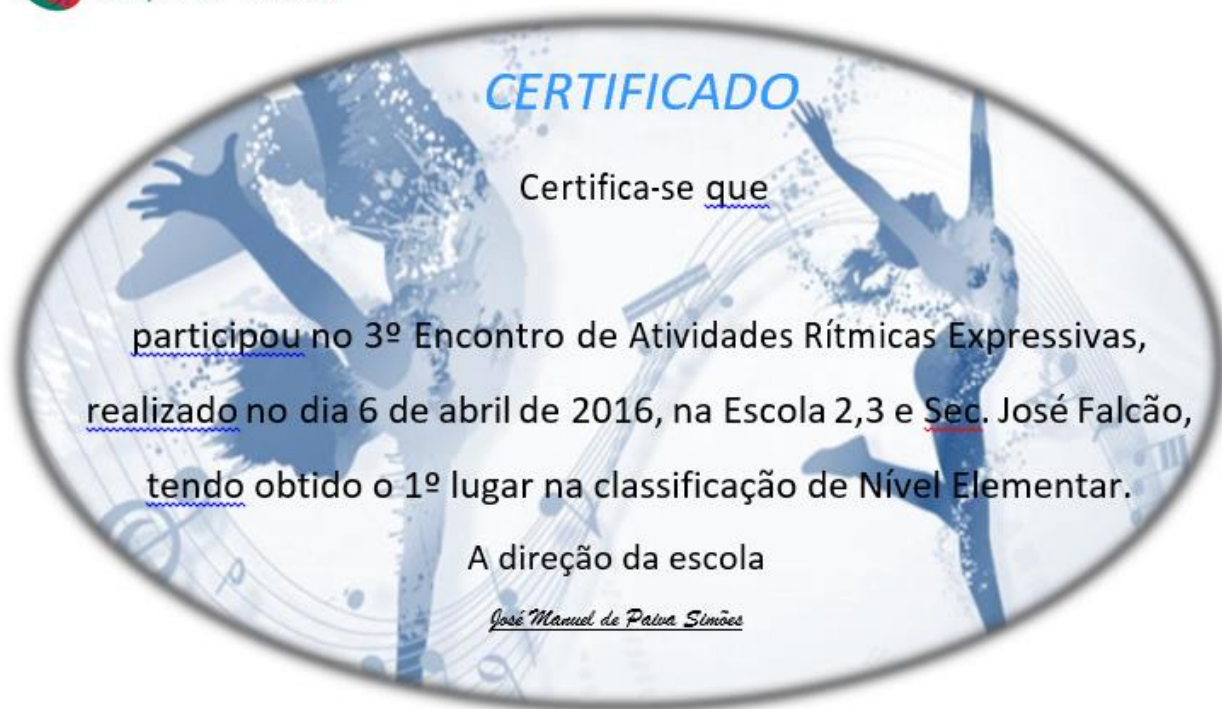 CERTIFICADO
Certifica-se que
participou no 3º Encontro de Atividades Rítmicas Expressivas,
realizado no dia 6 de abril de 2016, na Escola 2,3 e Sec. José Falcão,
tendo obtido o 1º lugar na classificação de Nível Elementar.
A direção da escola
José Manuel de Paiva Simões